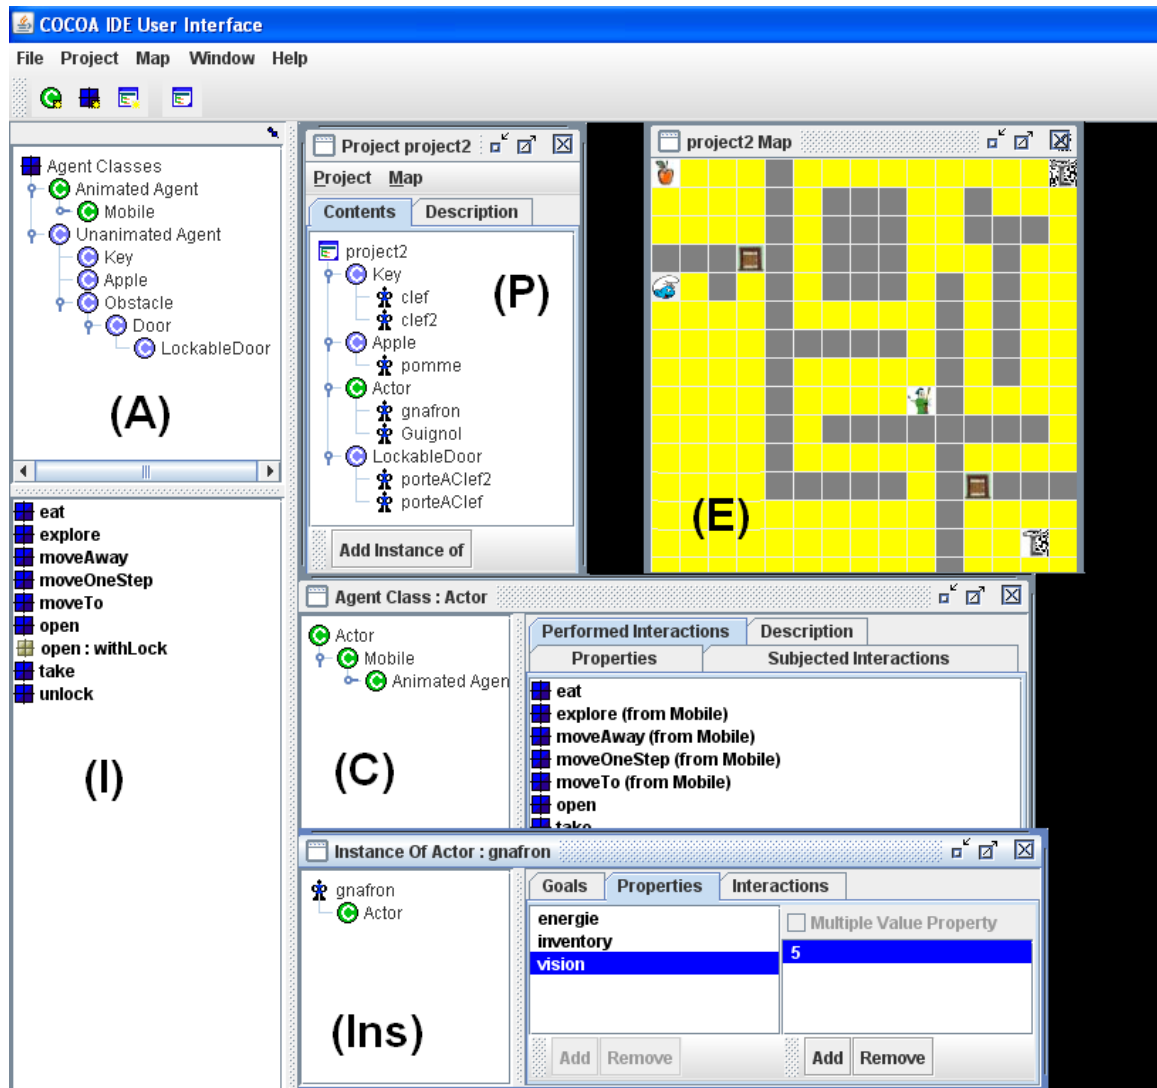 COCOA IDE User Interface
File Project Map Window Help
Agent Classes
Animated Agent
Mobile
Unanimated Agent
Key
Apple
Obstacle
Door
LockableDoor
(A)
eat
explore
moveAway
moveOneStep
moveTo
open
open : withLock
take
unlock
(I)
Project project2
Project Map
Contents Description
project2
Key
clef
clef2
Apple
pomme
Actor
gnafron
Guignol
LockableDoor
porteAClef2
porteAClef
(P)
Add Instance of
project2 Map
(E)
Agent Class : Actor
Actor
Mobile
Animated Agen
(C)
Performed Interactions Description
Properties Subjected Interactions
eat
explore (from Mobile)
moveAway (from Mobile)
moveOneStep (from Mobile)
moveTo (from Mobile)
open
take
Instance Of Actor : gnafron
gnafron
Actor
(Ins)
Goals Properties Interactions
energie
inventory
vision
Multiple Value Property
5
Add Remove
Add Remove